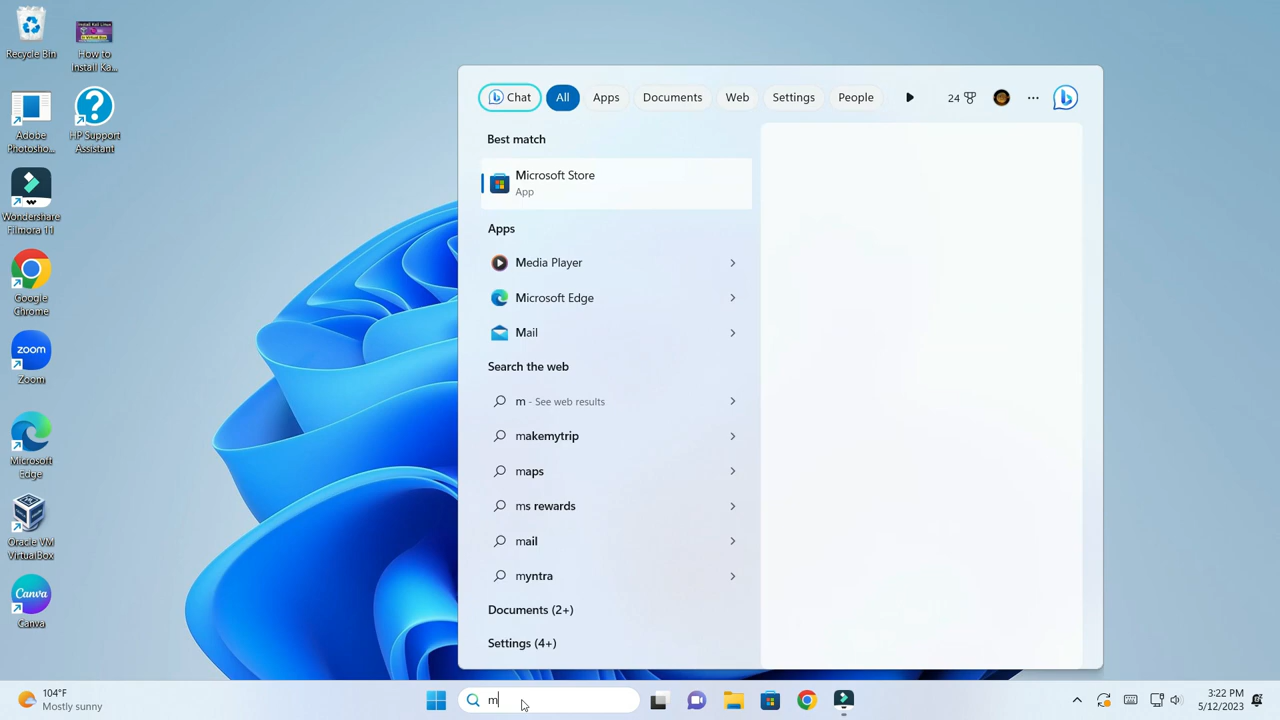 Recycle Bin
How to
Install Ka...
Adobe
Photosho...
HP Support
Assistant
Wondershare
Filmora 11
Google
Chrome
zoom
Zoom
Microsoft
Edge
Oracle VM
VirtualBox
Canva
Canva
Chat
All
Apps
Documents
Web
Settings
People
24
Best match
Microsoft Store
App
Apps
Media Player
Microsoft Edge
Mail
Search the web
m - See web results
makemytrip
maps
ms rewards
mail
myntra
Documents (2+)
Settings (4+)
104°F
Mostly sunny
m
3:22 PM
5/12/2023